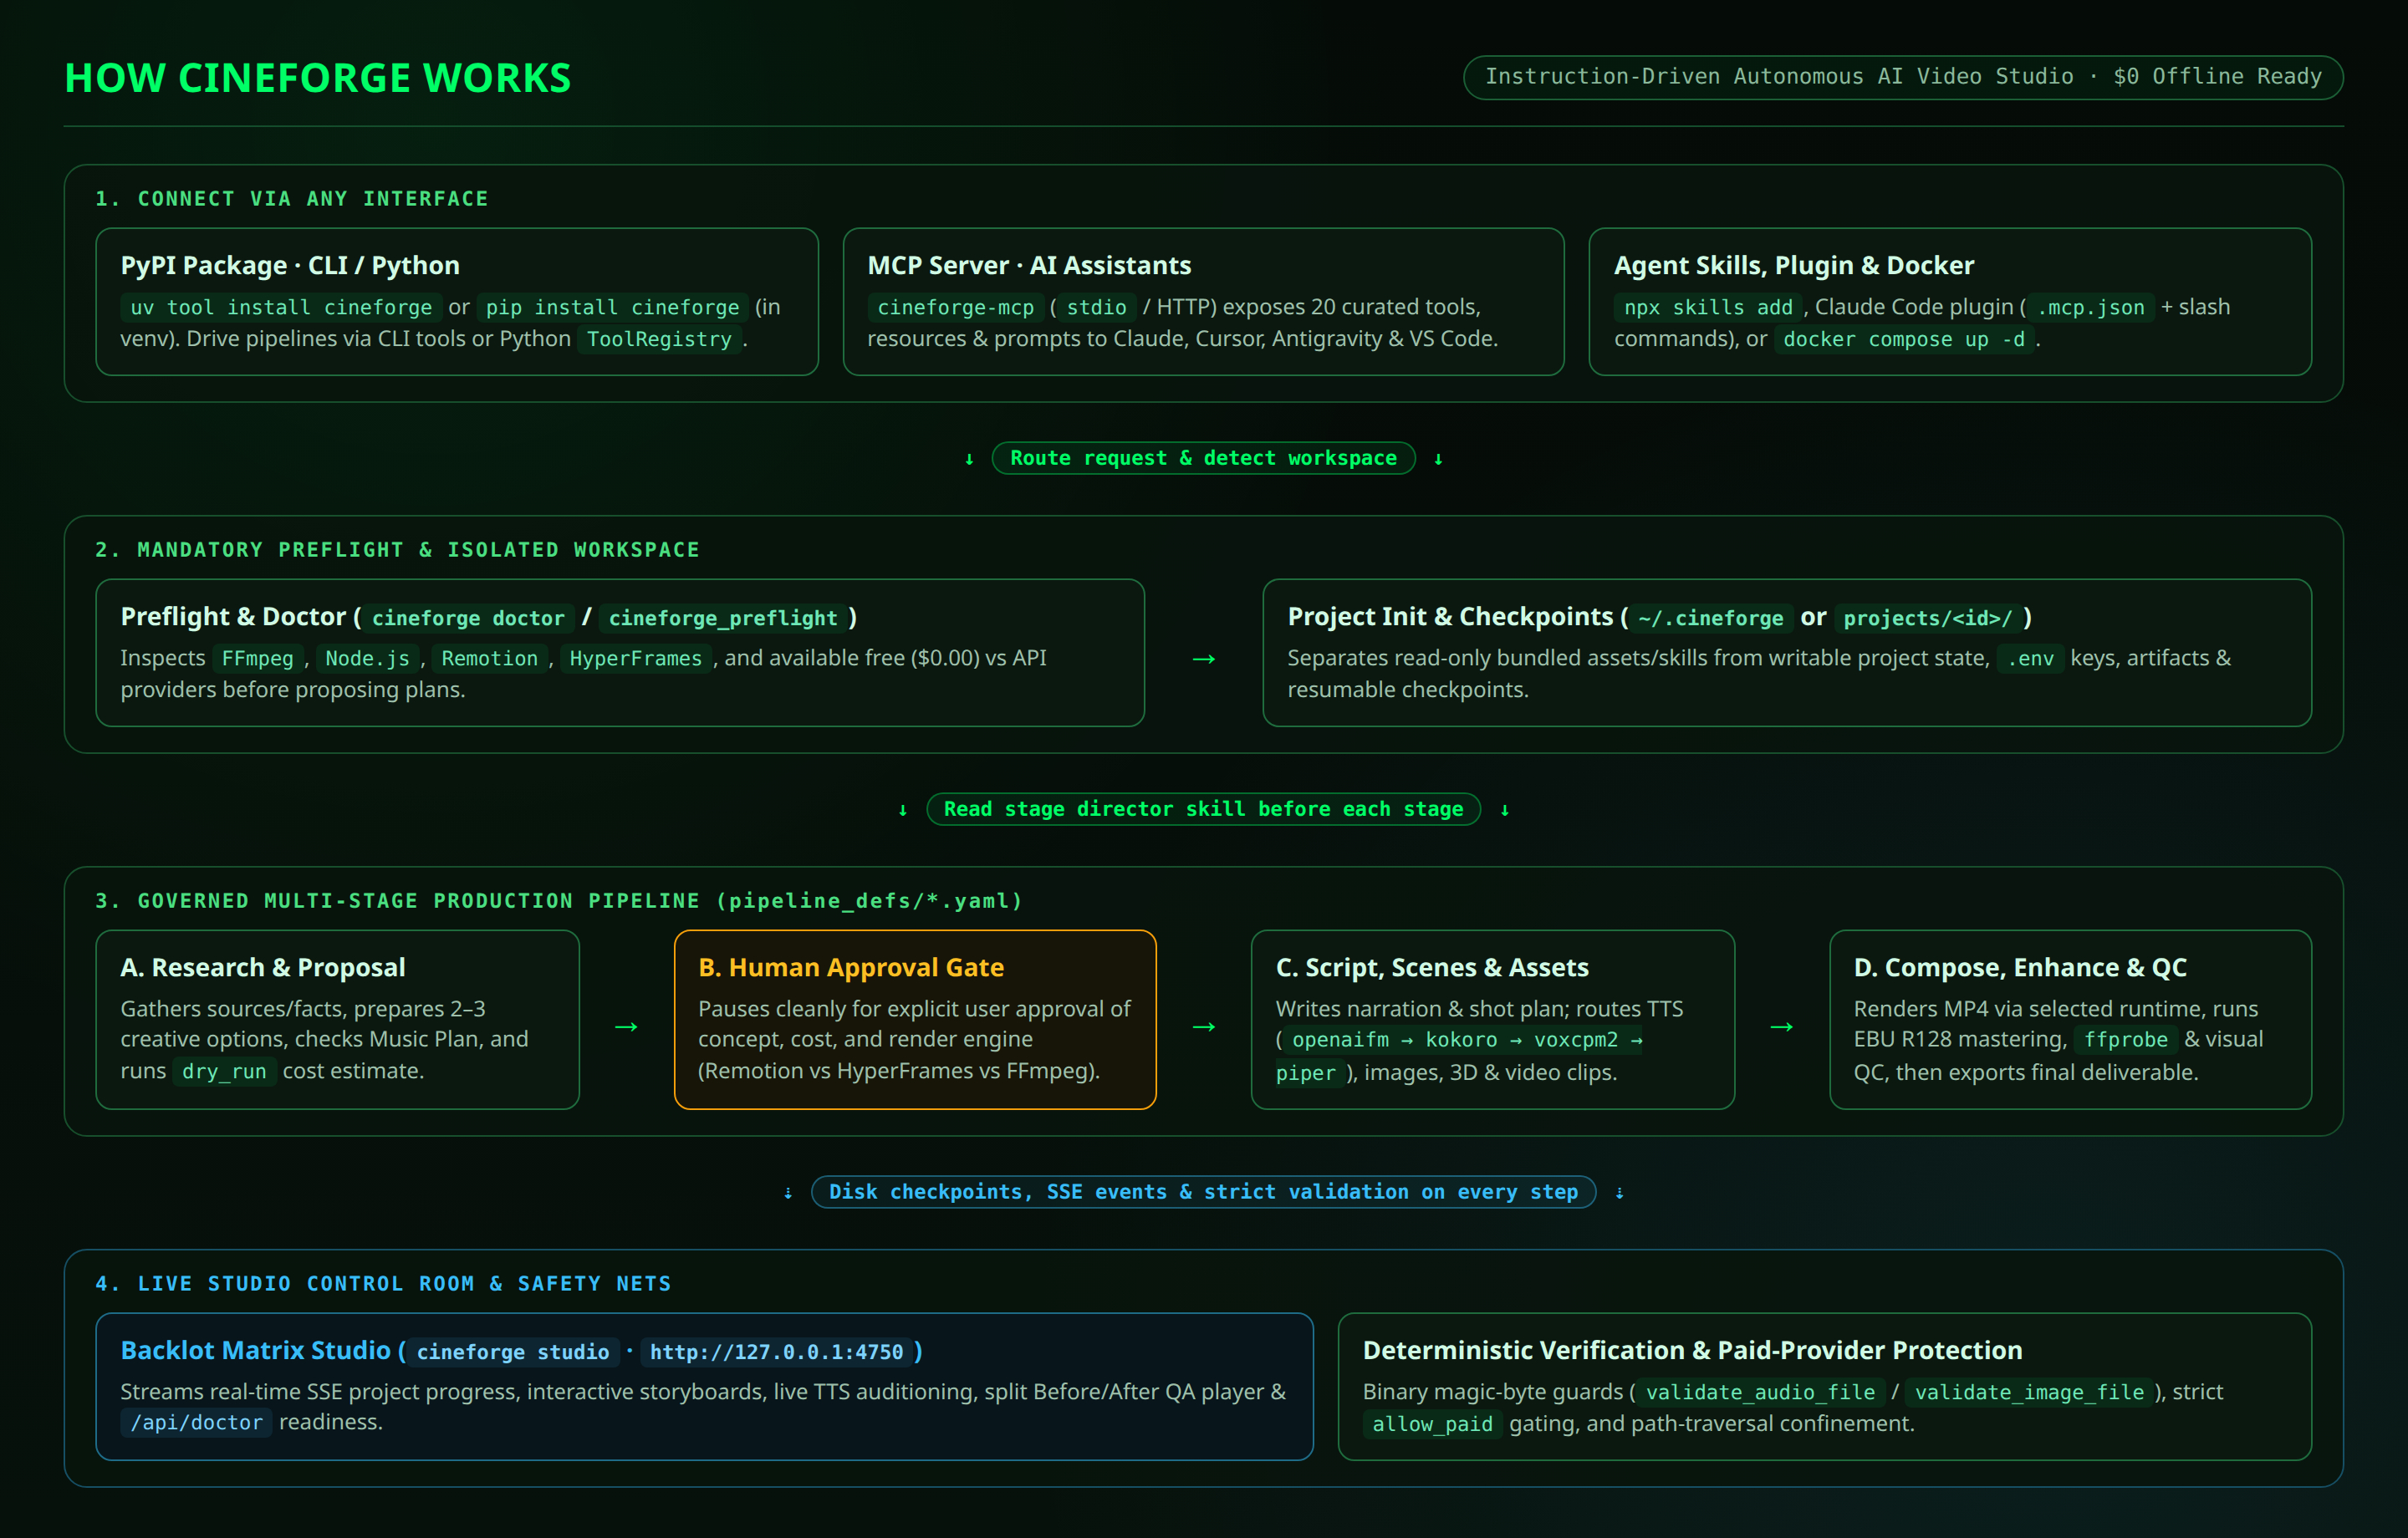 HOW CINEFORGE WORKS
Instruction-Driven Autonomous AI Video Studio · $0 Offline Ready
1. CONNECT VIA ANY INTERFACE
PyPI Package · CLI / Python
uv tool install cineforge or pip install cineforge (in
venv). Drive pipelines via CLI tools or Python ToolRegistry.
MCP Server · AI Assistants
cineforge-mcp (stdio / HTTP) exposes 20 curated tools,
resources & prompts to Claude, Cursor, Antigravity & VS Code.
Agent Skills, Plugin & Docker
npx skills add, Claude Code plugin (.mcp.json + slash
commands), or docker compose up -d.
↓ Route request & detect workspace ↓
2. MANDATORY PREFLIGHT & ISOLATED WORKSPACE
Preflight & Doctor (cineforge doctor / cineforge_preflight)
Inspects FFmpeg, Node.js, Remotion, HyperFrames, and available free ($0.00) vs API
providers before proposing plans.
→
Project Init & Checkpoints (~/.cineforge or projects/<id>/)
Separates read-only bundled assets/skills from writable project state, .env keys, artifacts &
resumable checkpoints.
↓ Read stage director skill before each stage ↓
3. GOVERNED MULTI-STAGE PRODUCTION PIPELINE (pipeline_defs/*.yaml)
A. Research & Proposal
Gathers sources/facts, prepares 2–3
creative options, checks Music Plan, and
runs dry_run cost estimate.
→
B. Human Approval Gate
Pauses cleanly for explicit user approval of
concept, cost, and render engine
(Remotion vs HyperFrames vs FFmpeg).
→
C. Script, Scenes & Assets
Writes narration & shot plan; routes TTS
(openaifm → kokoro → voxcpm2 →
piper), images, 3D & video clips.
→
D. Compose, Enhance & QC
Renders MP4 via selected runtime, runs
EBU R128 mastering, ffprobe & visual
QC, then exports final deliverable.
⇣ Disk checkpoints, SSE events & strict validation on every step ⇣
4. LIVE STUDIO CONTROL ROOM & SAFETY NETS
Backlot Matrix Studio (cineforge studio · http://127.0.0.1:4750)
Streams real-time SSE project progress, interactive storyboards, live TTS auditioning, split Before/After QA player &
/api/doctor readiness.
Deterministic Verification & Paid-Provider Protection
Binary magic-byte guards (validate_audio_file / validate_image_file), strict
allow_paid gating, and path-traversal confinement.